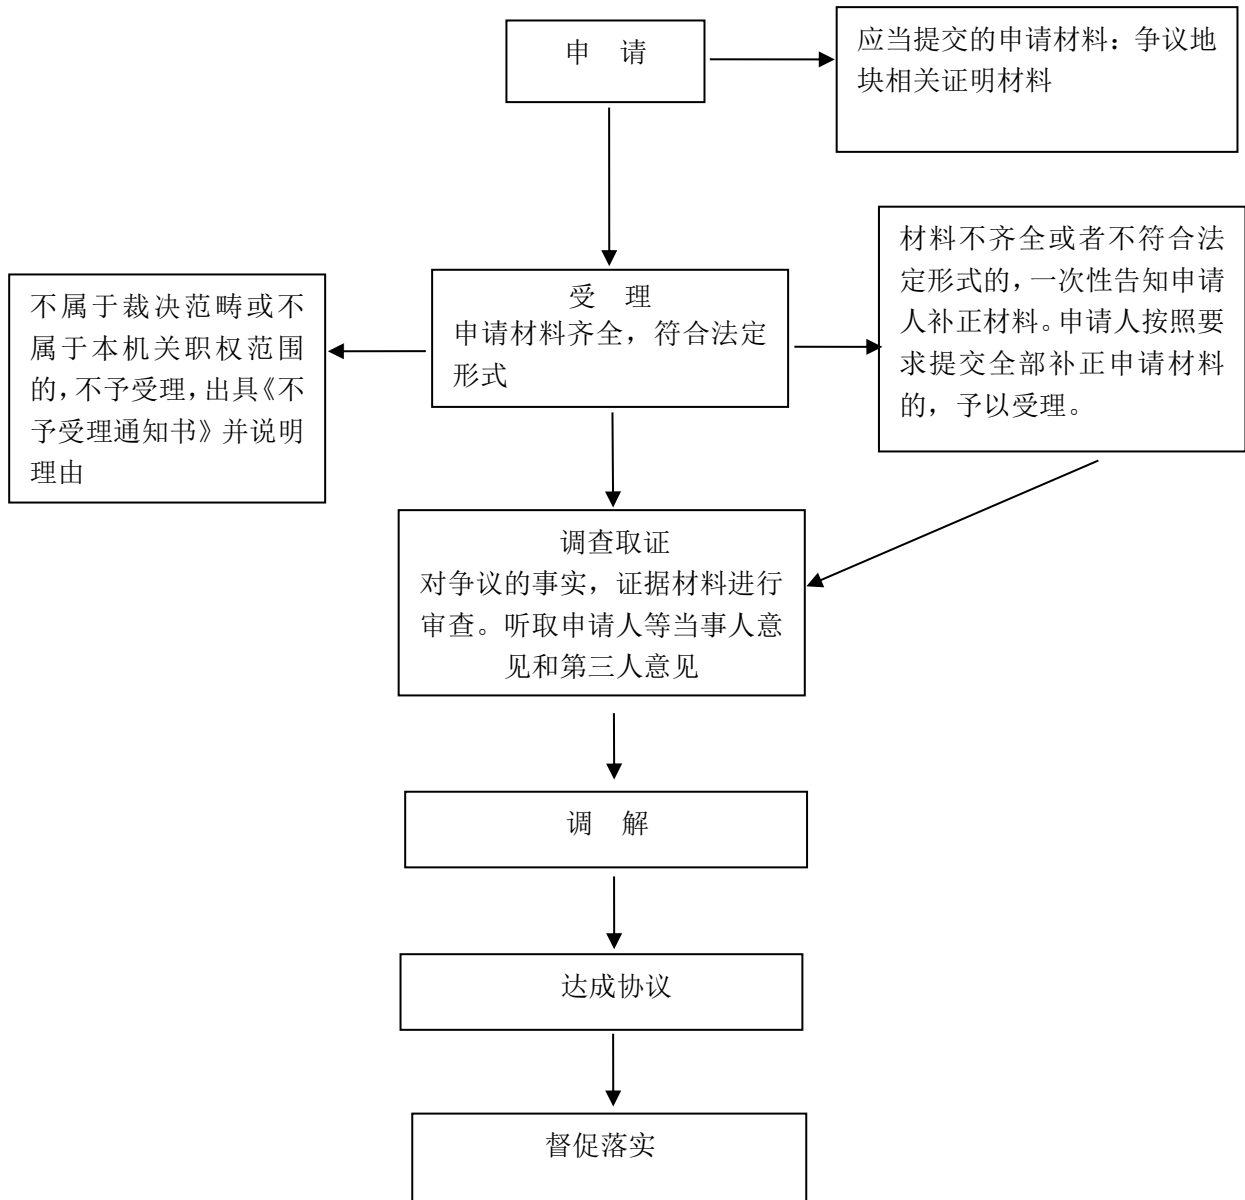 申 请
应当提交的申请材料：争议地
块相关证明材料
材料不齐全或者不符合法
定形式的，一次性告知申请
人补正材料。申请人按照要
求提交全部补正申请材料
的，予以受理。
受 理
申请材料齐全，符合法定
形式
不属于裁决范畴或不
属于本机关职权范围
的，不予受理，出具《不
予受理通知书》并说明
理由
调查取证
对争议的事实，证据材料进行
审查。听取申请人等当事人意
见和第三人意见
调 解
达成协议
督促落实